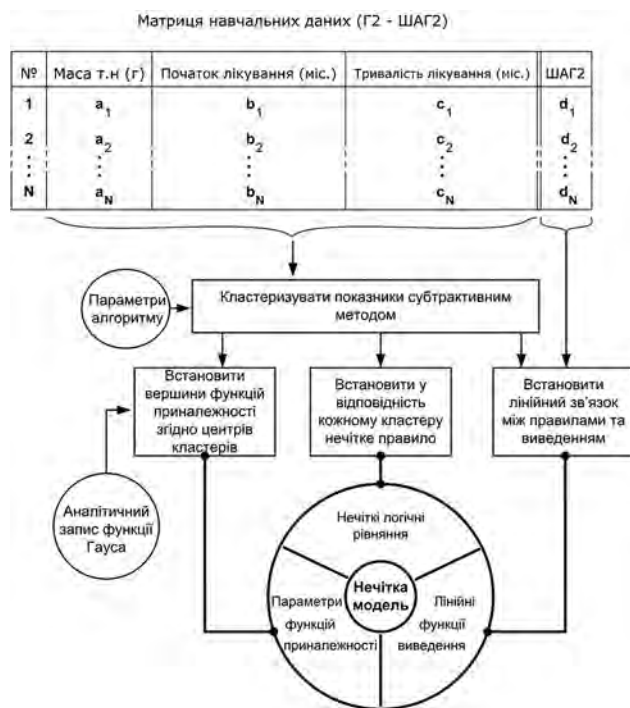 Матриця навчальних даних (Г2 - ШАГ2)
№ Маса т.н (г) Початок лікування (міс.) Тривалість лікування (міс.) ШАГ2
1 a1 b1 c1 d1
2 a2 b2 c2 d2
⋮ ⋮ ⋮ ⋮ ⋮
N aN bN cN dN
Параметри
алгоритму
Кластеризувати показники субтрактивним
методом
Встановити
вершини функцій
приналежності
згідно центрів
кластерів
Встановити у
відповідність
кожному кластеру
нечітке правило
Встановити
лінійний зв'язок
між правилами та
виведенням
Аналітичний
запис функції
Гауса
Нечіткі логічні
рівняння
Нечітка
модель
Параметри
функцій
приналежності
Лінійні
функції
виведення